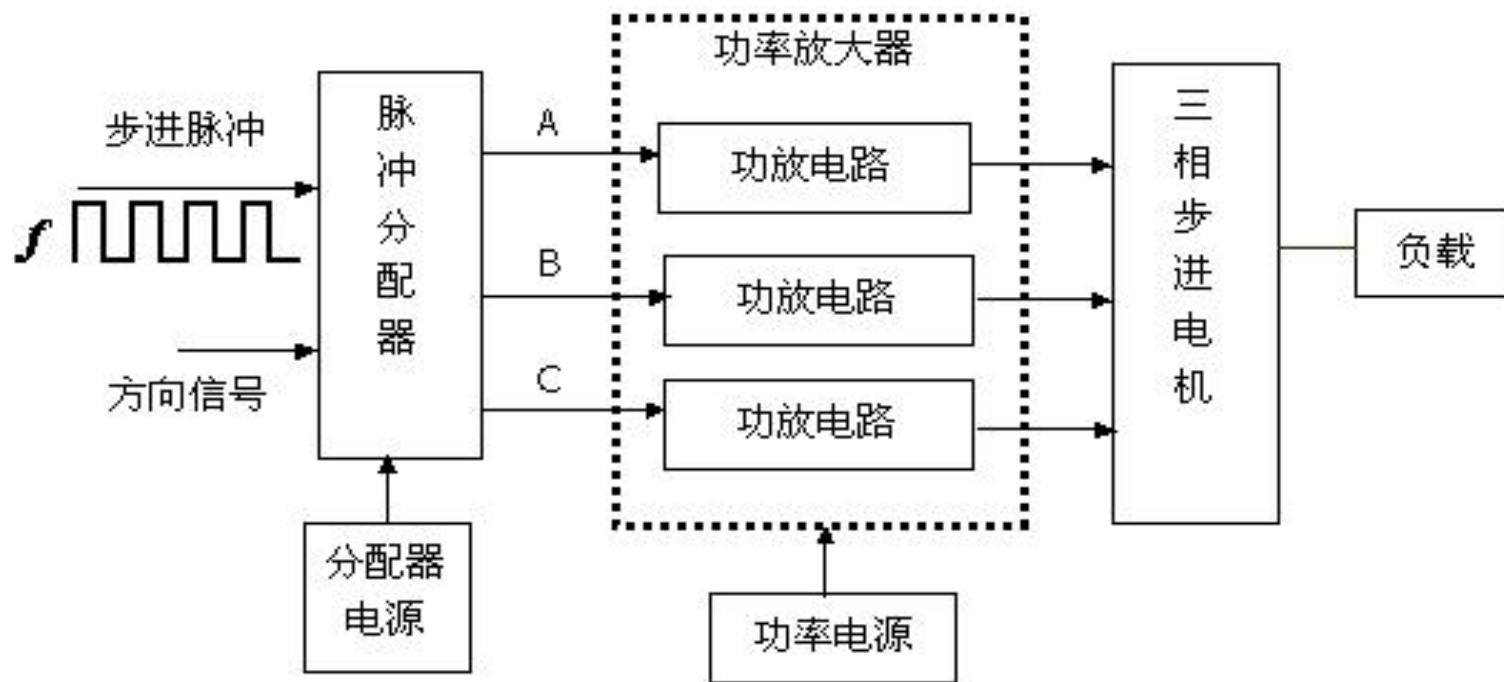 功率放大器
步进脉冲
f
方向信号
脉冲分配器
A
B
C
功放电路
功放电路
功放电路
三相步进电机
负载
分配器
电源
功率电源